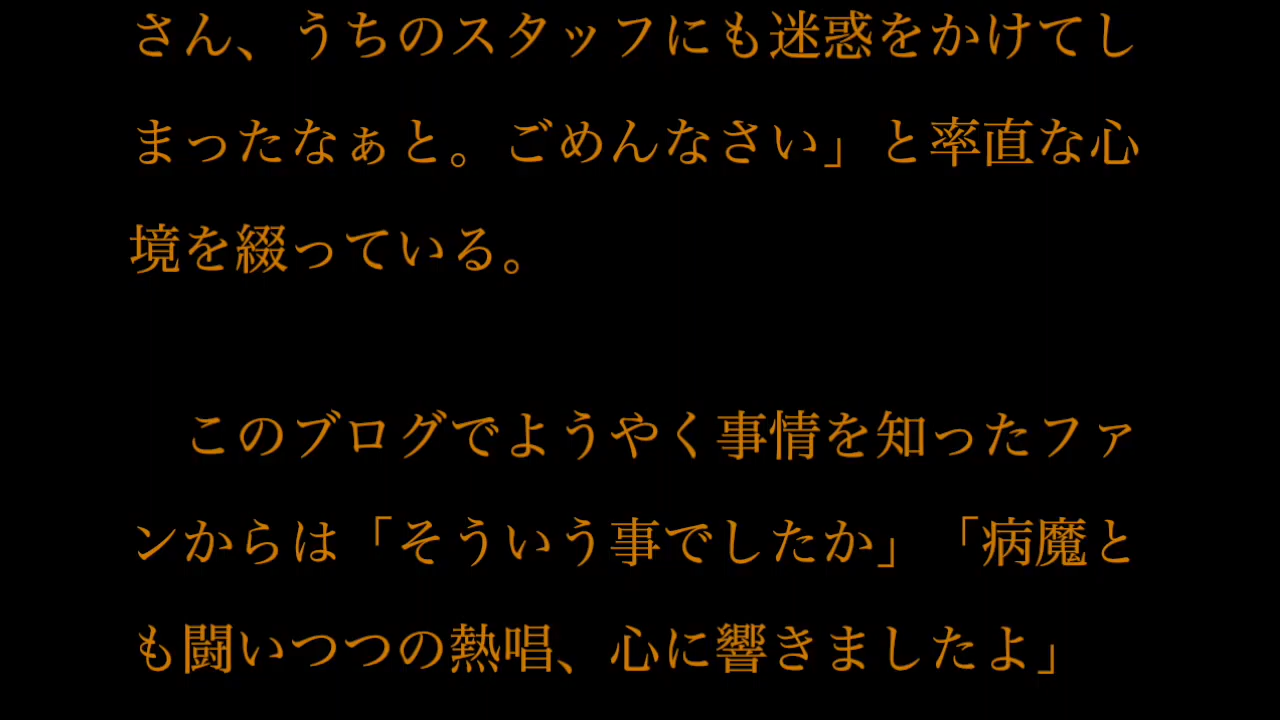 さん、うちのスタッフにも迷惑をかけてし
まったなぁと。ごめんなさい」と率直な心
境を綴っている。
　このブログでようやく事情を知ったファ
ンからは「そういう事でしたか」「病魔と
も闘いつつの熱唱、心に響きましたよ」